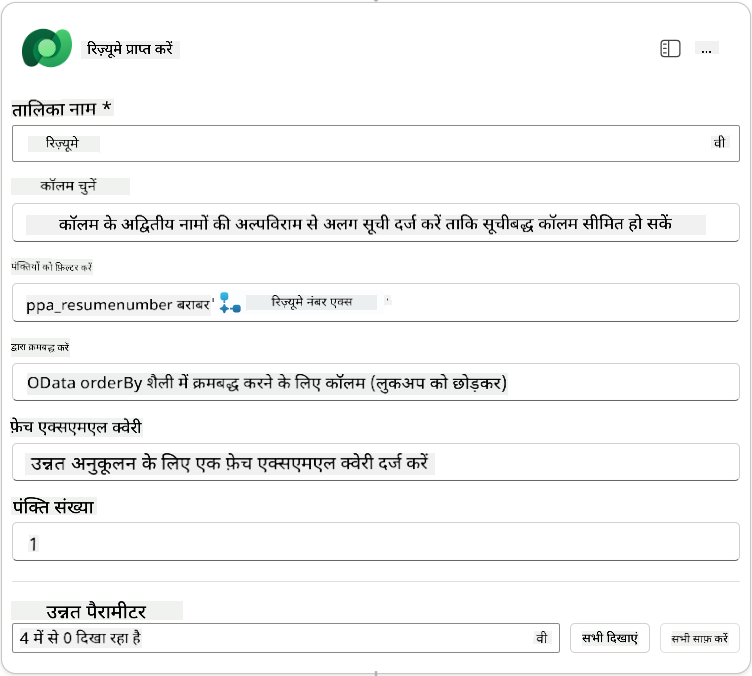 रिज़्यूमे प्राप्त करें
...
तालिका नाम *
रिज़्यूमे वी
कॉलम चुनें
कॉलम के अद्वितीय नामों की अल्पविराम से अलग सूची दर्ज करें ताकि सूचीबद्ध कॉलम सीमित हो सकें
पंक्तियों को फ़िल्टर करें
ppa_resumenumber बराबर ' रिज़्यूमे नंबर एक्स '
द्वारा क्रमबद्ध करें
OData orderBy शैली में क्रमबद्ध करने के लिए कॉलम (लुकअप को छोड़कर)
फ़ेच एक्सएमएल क्वेरी
उन्नत अनुकूलन के लिए एक फ़ेच एक्सएमएल क्वेरी दर्ज करें
पंक्ति संख्या
1
उन्नत पैरामीटर
4 में से 0 दिखा रहा है वी सभी दिखाएं सभी साफ़ करें